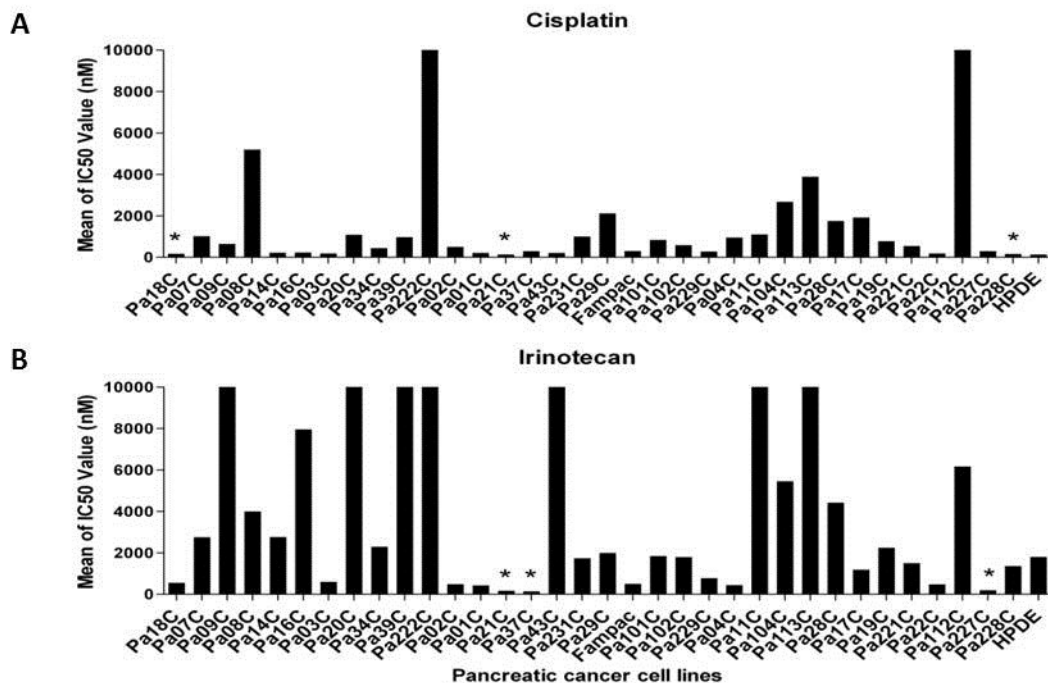 A
Cisplatin
Mean of IC50 Value (nM)
10000
8000
6000
4000
2000
0
*
*
*
Pa18C Pa07C Pa09C Pa08C Pa14C Pa16C Pa03C Pa20C Pa34C Pa39C Pa222C Pa02C Pa01C Pa21C Pa37C Pa43C Pa231C Pa29C Fampac Pa101C Pa102C Pa229C Pa04C Pa11C Pa104C Pa113C Pa28C Pa17C Pa19C Pa221C Pa22C Pa112C Pa227C Pa228C HPDE
B
Irinotecan
Mean of IC50 Value (nM)
10000
8000
6000
4000
2000
0
*
*
*
Pa18C Pa07C Pa09C Pa08C Pa14C Pa16C Pa03C Pa20C Pa34C Pa39C Pa222C Pa02C Pa01C Pa21C Pa37C Pa43C Pa231C Pa29C Fampac Pa101C Pa102C Pa229C Pa04C Pa11C Pa104C Pa113C Pa28C Pa17C Pa19C Pa221C Pa22C Pa112C Pa227C Pa228C HPDE
Pancreatic cancer cell lines